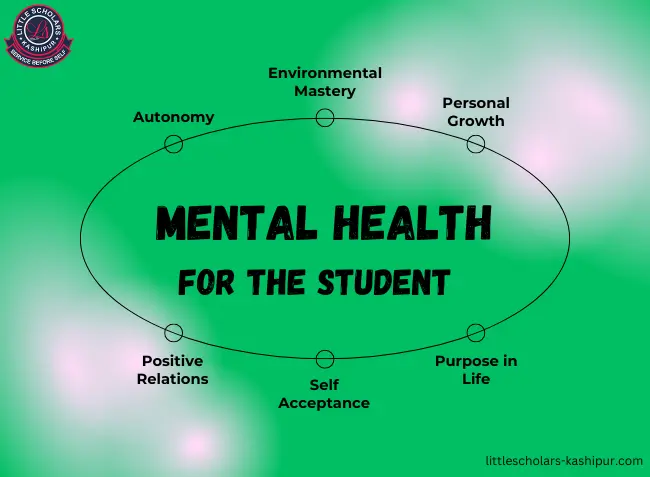 LITTLE SCHOLARS
KASHIPUR
SERVICE BEFORE SELF
Environmental
Mastery
Autonomy
Personal
Growth
MENTAL HEALTH
FOR THE STUDENT
Positive
Relations
Self
Acceptance
Purpose in
Life
littlescholars-kashipur.com